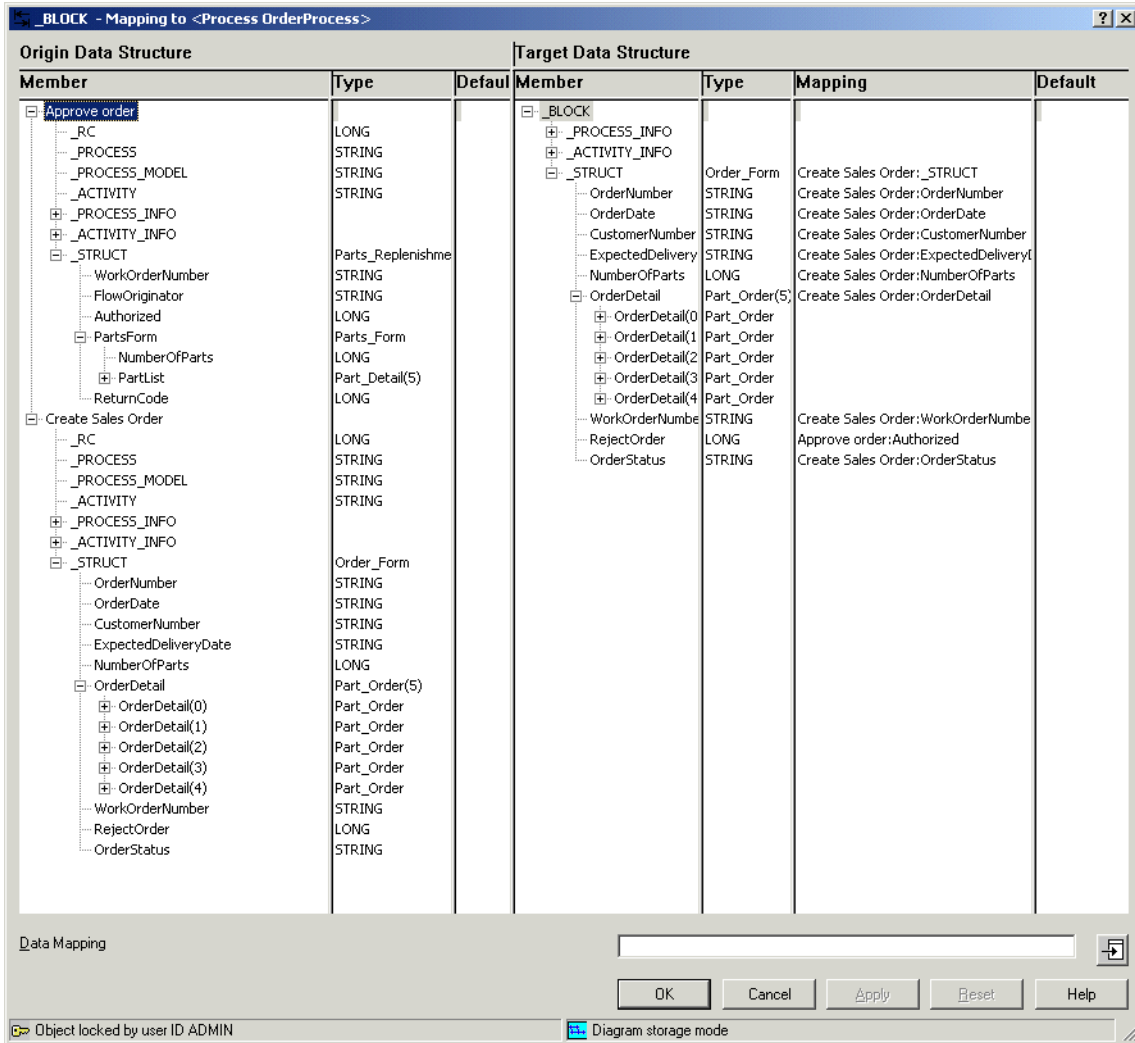 _BLOCK - Mapping to <Process OrderProcess>
Origin Data Structure Target Data Structure
Member Type Defaul Member Type Mapping Default
Approve order _BLOCK
_RC LONG _PROCESS_INFO
_PROCESS STRING _ACTIVITY_INFO
_PROCESS_MODEL STRING _STRUCT Order_Form Create Sales Order:_STRUCT
_ACTIVITY STRING OrderNumber STRING Create Sales Order:OrderNumber
_PROCESS_INFO OrderDate STRING Create Sales Order:OrderDate
_ACTIVITY_INFO CustomerNumber STRING Create Sales Order:CustomerNumber
_STRUCT Parts_Replenishme ExpectedDelivery STRING Create Sales Order:ExpectedDelivery
WorkOrderNumber STRING NumberOfParts LONG Create Sales Order:NumberOfParts
FlowOriginator STRING OrderDetail Part_Order(5) Create Sales Order:OrderDetail
Authorized LONG OrderDetail(0 Part_Order
PartsForm Parts_Form OrderDetail(1 Part_Order
NumberOfParts LONG OrderDetail(2 Part_Order
PartList Part_Detail(5) OrderDetail(3 Part_Order
ReturnCode LONG OrderDetail(4 Part_Order
Create Sales Order WorkOrderNumbe STRING Create Sales Order:WorkOrderNumbe
_RC LONG RejectOrder LONG Approve order:Authorized
_PROCESS STRING OrderStatus STRING Create Sales Order:OrderStatus
_PROCESS_MODEL STRING
_ACTIVITY STRING
_PROCESS_INFO
_ACTIVITY_INFO
_STRUCT Order_Form
OrderNumber STRING
OrderDate STRING
CustomerNumber STRING
ExpectedDeliveryDate STRING
NumberOfParts LONG
OrderDetail Part_Order(5)
OrderDetail(0) Part_Order
OrderDetail(1) Part_Order
OrderDetail(2) Part_Order
OrderDetail(3) Part_Order
OrderDetail(4) Part_Order
WorkOrderNumber STRING
RejectOrder LONG
OrderStatus STRING
Data Mapping
OK Cancel Apply Reset Help
Object locked by user ID ADMIN Diagram storage mode